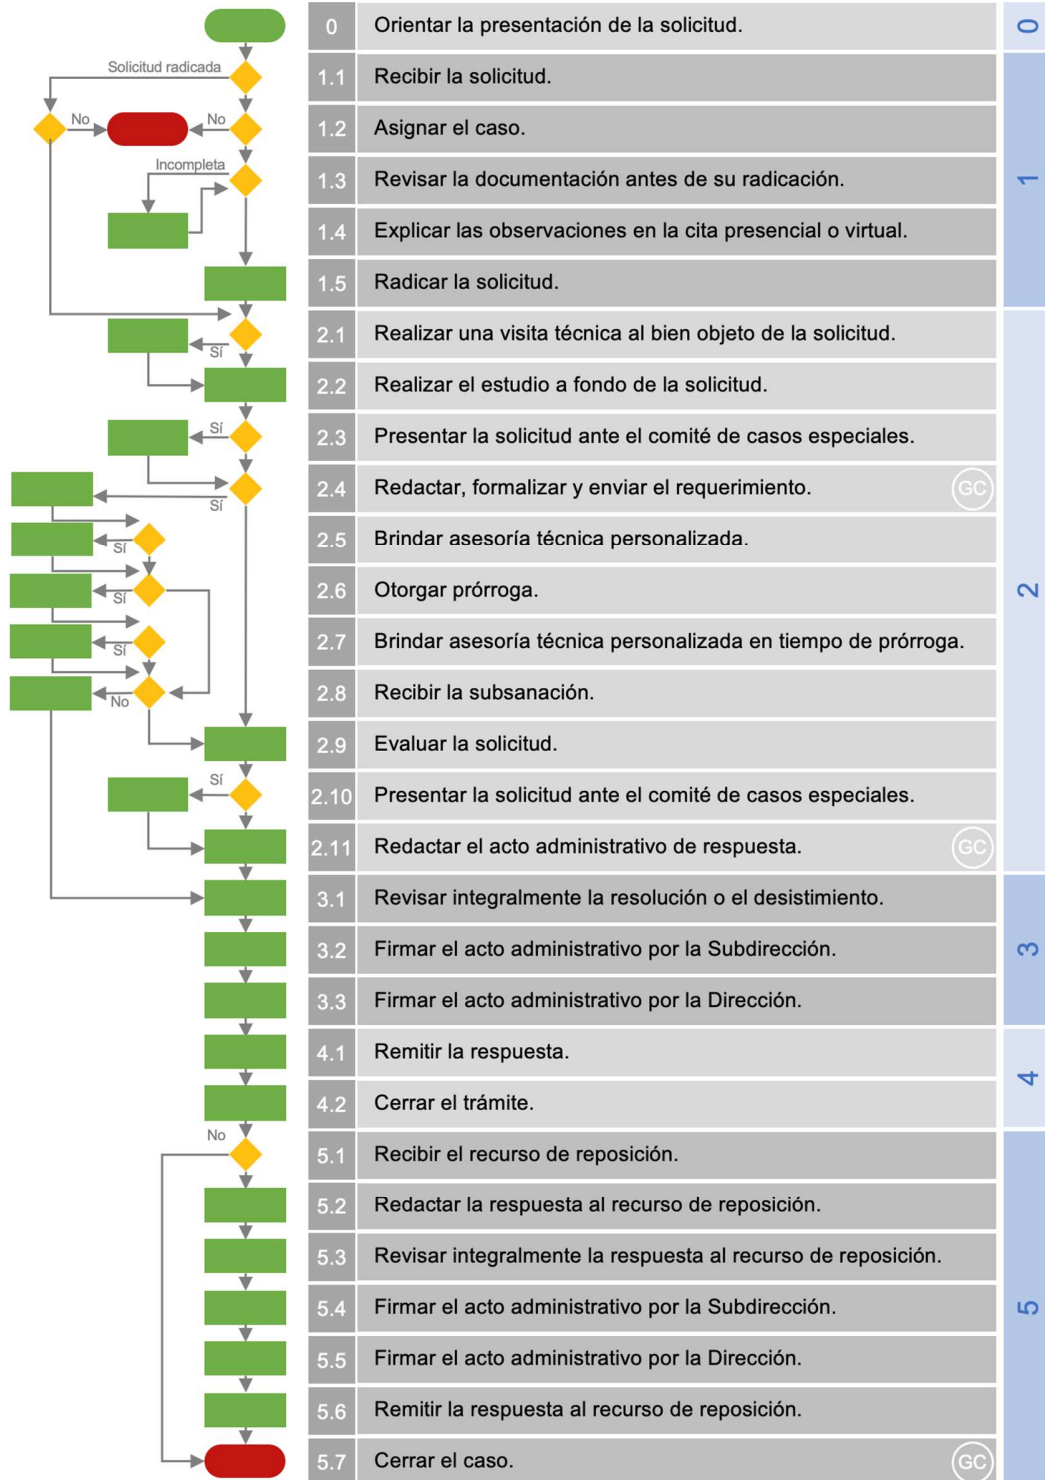 0 Orientar la presentación de la solicitud. 0
Solicitud radicada 1.1 Recibir la solicitud.
No No 1.2 Asignar el caso.
Incompleta 1.3 Revisar la documentación antes de su radicación. 1
1.4 Explicar las observaciones en la cita presencial o virtual.
1.5 Radicar la solicitud.
2.1 Realizar una visita técnica al bien objeto de la solicitud.
Sí
2.2 Realizar el estudio a fondo de la solicitud.
Sí 2.3 Presentar la solicitud ante el comité de casos especiales.
2.4 Redactar, formalizar y enviar el requerimiento. GC
Sí
2.5 Brindar asesoría técnica personalizada.
Sí
2.6 Otorgar prórroga. 2
Sí
2.7 Brindar asesoría técnica personalizada en tiempo de prórroga.
Sí
2.8 Recibir la subsanación.
No
2.9 Evaluar la solicitud.
Sí 2.10 Presentar la solicitud ante el comité de casos especiales.
2.11 Redactar el acto administrativo de respuesta. GC
3.1 Revisar integralmente la resolución o el desistimiento.
3.2 Firmar el acto administrativo por la Subdirección. 3
3.3 Firmar el acto administrativo por la Dirección.
4.1 Remitir la respuesta. 4
4.2 Cerrar el trámite.
No 5.1 Recibir el recurso de reposición.
5.2 Redactar la respuesta al recurso de reposición.
5.3 Revisar integralmente la respuesta al recurso de reposición.
5.4 Firmar el acto administrativo por la Subdirección. 5
5.5 Firmar el acto administrativo por la Dirección.
5.6 Remitir la respuesta al recurso de reposición.
5.7 Cerrar el caso. GC